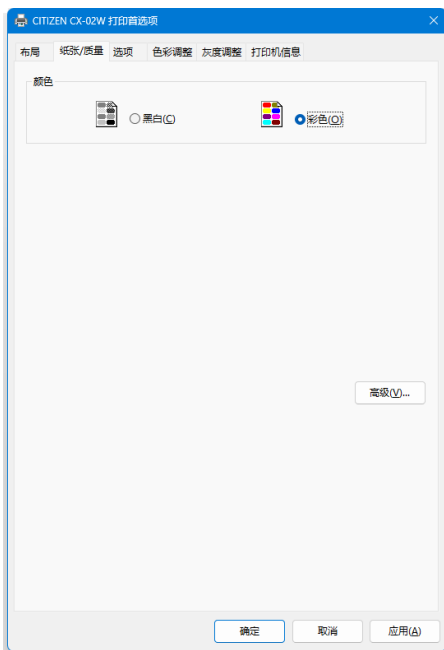 CITIZEN CX-02W 打印首选项
布局 纸张/质量 选项 色彩调整 灰度调整 打印机信息
颜色
黑白(C) 彩色(O)
高级(V)...
确定 取消 应用(A)